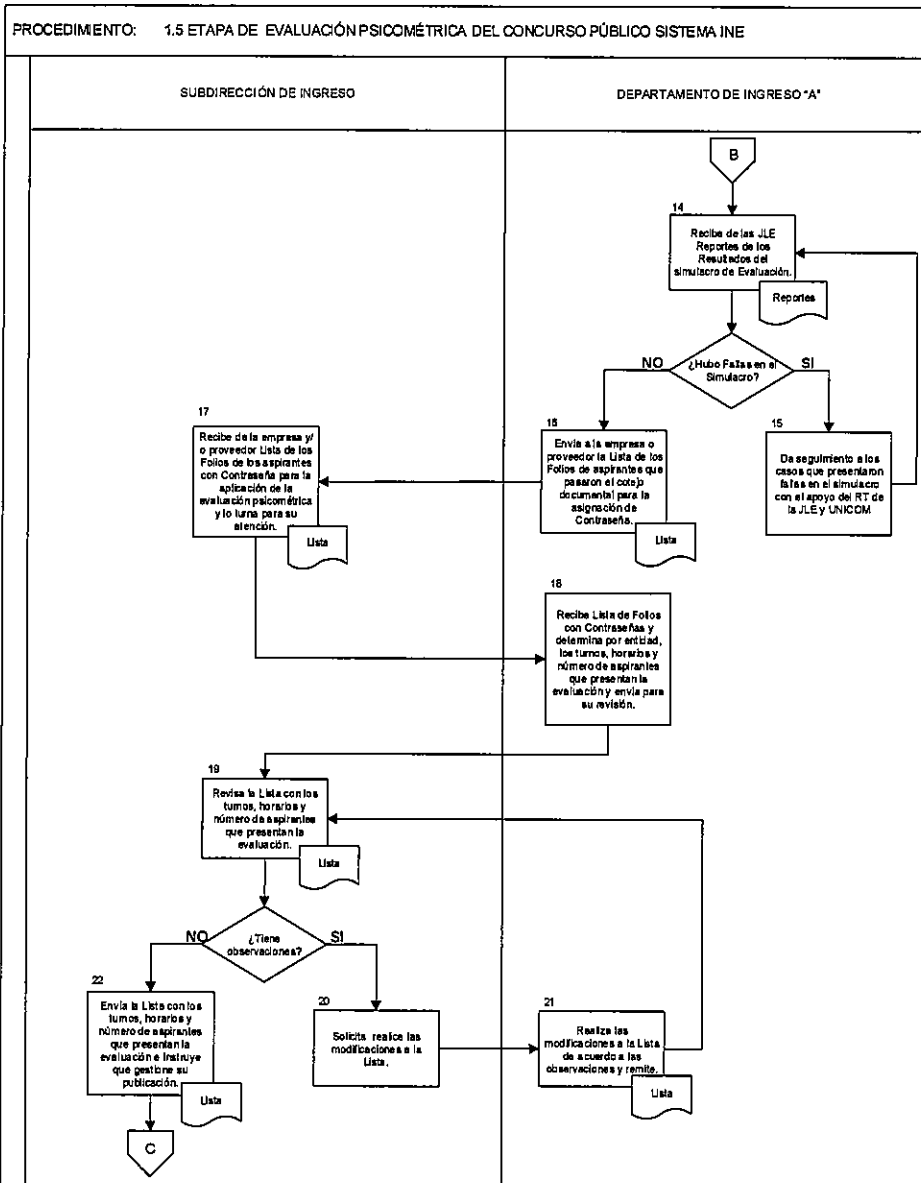 PROCEDIMIENTO: 1.5 ETAPA DE EVALUACIÓN PSICOMÉTRICA DEL CONCURSO PÚBLICO SISTEMA INE
SUBDIRECCIÓN DE INGRESO
DEPARTAMENTO DE INGRESO "A"
B
14
Recibe de las JLE
Reportes de los
Resultados del
simulacro de Evaluación.
Reportes
¿Hubo Fallas en el
Simulacro?
NO
SI
15
Da seguimiento a los
casos que presentaron
fallas en el simulacro
con el apoyo del RT de
la JLE y UNICOM
16
Envía a la empresa o
proveedor la Lista de los
Folios de aspirantes que
pasaron el cotejo
documental para la
asignación de
Contraseña.
Lista
17
Recibe de la empresa y/
o proveedor Lista de los
Folios de los aspirantes
con Contraseña para la
aplicación de la
evaluación psicométrica
y lo turna para su
atención.
Lista
18
Recibe Lista de Folios
con Contraseñas y
determina por entidad,
los turnos, horarios y
número de aspirantes
que presentan la
evaluación y envía para
su revisión.
19
Revisa la Lista con los
turnos, horarios y
número de aspirantes
que presentan la
evaluación.
Lista
¿Tiene
observaciones?
NO
SI
20
Solicita realice las
modificaciones a la
Lista.
21
Realiza las
modificaciones a la Lista
de acuerdo a las
observaciones y remite.
Lista
22
Envía la Lista con los
turnos, horarios y
número de aspirantes
que presentan la
evaluación e instruye
que gestione su
publicación.
Lista
C